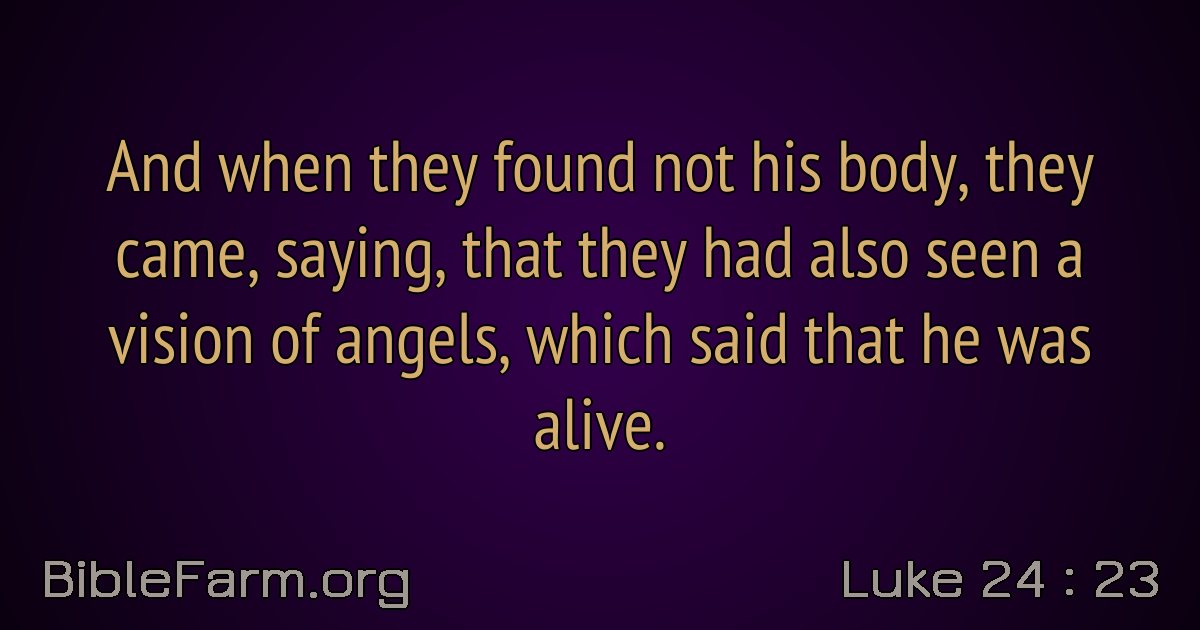 And when they found not his body, they
came, saying, that they had also seen a
vision of angels, which said that he was
alive.
BibleFarm.org
Luke 24 : 23